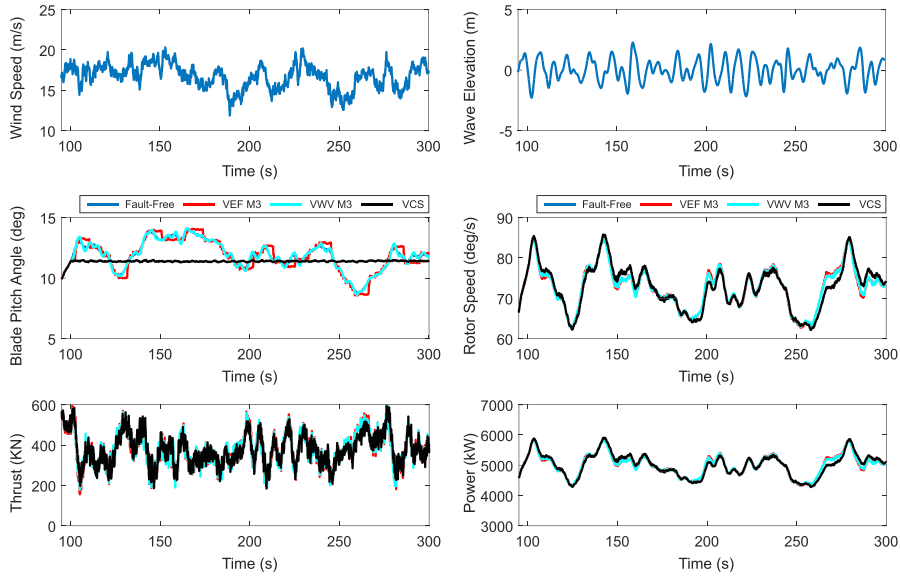 25
20
15
10
Wind Speed (m/s)
100 150 200 250 300
Time (s)
5
0
-5
Wave Elevation (m)
100 150 200 250 300
Time (s)
Fault-Free VEF M3 VWV M3 VCS
15
10
5
Blade Pitch Angle (deg)
100 150 200 250 300
Time (s)
Fault-Free VEF M3 VWV M3 VCS
90
80
70
60
Rotor Speed (deg/s)
100 150 200 250 300
Time (s)
600
400
200
0
Thrust (KN)
100 150 200 250 300
Time (s)
7000
6000
5000
4000
3000
Power (kW)
100 150 200 250 300
Time (s)